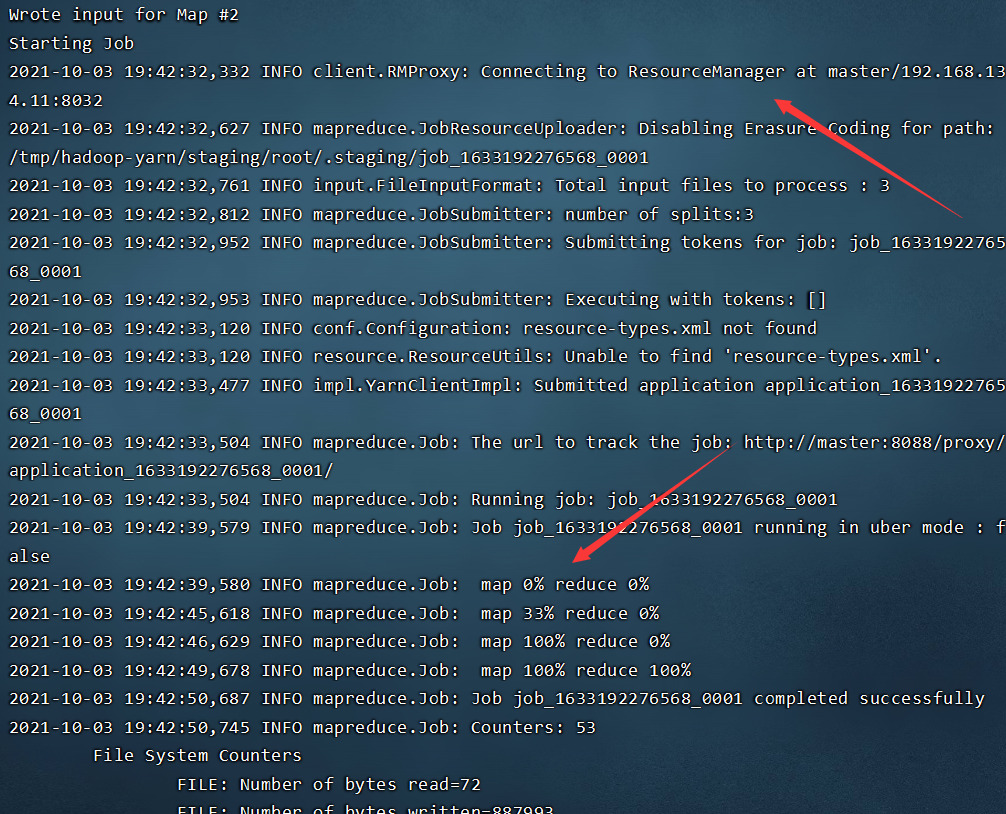 Wrote input for Map #2
Starting Job
2021-10-03 19:42:32,332 INFO client.RMProxy: Connecting to ResourceManager at master/192.168.13
4.11:8032
2021-10-03 19:42:32,627 INFO mapreduce.JobResourceUploader: Disabling Erasure Coding for path:
/tmp/hadoop-yarn/staging/root/.staging/job_1633192276568_0001
2021-10-03 19:42:32,761 INFO input.FileInputFormat: Total input files to process : 3
2021-10-03 19:42:32,812 INFO mapreduce.JobSubmitter: number of splits:3
2021-10-03 19:42:32,952 INFO mapreduce.JobSubmitter: Submitting tokens for job: job_16331922765
68_0001
2021-10-03 19:42:32,953 INFO mapreduce.JobSubmitter: Executing with tokens: []
2021-10-03 19:42:33,120 INFO conf.Configuration: resource-types.xml not found
2021-10-03 19:42:33,120 INFO resource.ResourceUtils: Unable to find 'resource-types.xml'.
2021-10-03 19:42:33,477 INFO impl.YarnClientImpl: Submitted application application_16331922765
68_0001
2021-10-03 19:42:33,504 INFO mapreduce.Job: The url to track the job: http://master:8088/proxy/
application_1633192276568_0001/
2021-10-03 19:42:33,504 INFO mapreduce.Job: Running job: job_1633192276568_0001
2021-10-03 19:42:39,579 INFO mapreduce.Job: Job job_1633192276568_0001 running in uber mode : f
alse
2021-10-03 19:42:39,580 INFO mapreduce.Job:  map 0% reduce 0%
2021-10-03 19:42:45,618 INFO mapreduce.Job:  map 33% reduce 0%
2021-10-03 19:42:46,629 INFO mapreduce.Job:  map 100% reduce 0%
2021-10-03 19:42:49,678 INFO mapreduce.Job:  map 100% reduce 100%
2021-10-03 19:42:50,687 INFO mapreduce.Job: Job job_1633192276568_0001 completed successfully
2021-10-03 19:42:50,745 INFO mapreduce.Job: Counters: 53
File System Counters
FILE: Number of bytes read=72
FILE: Number of bytes written=887993